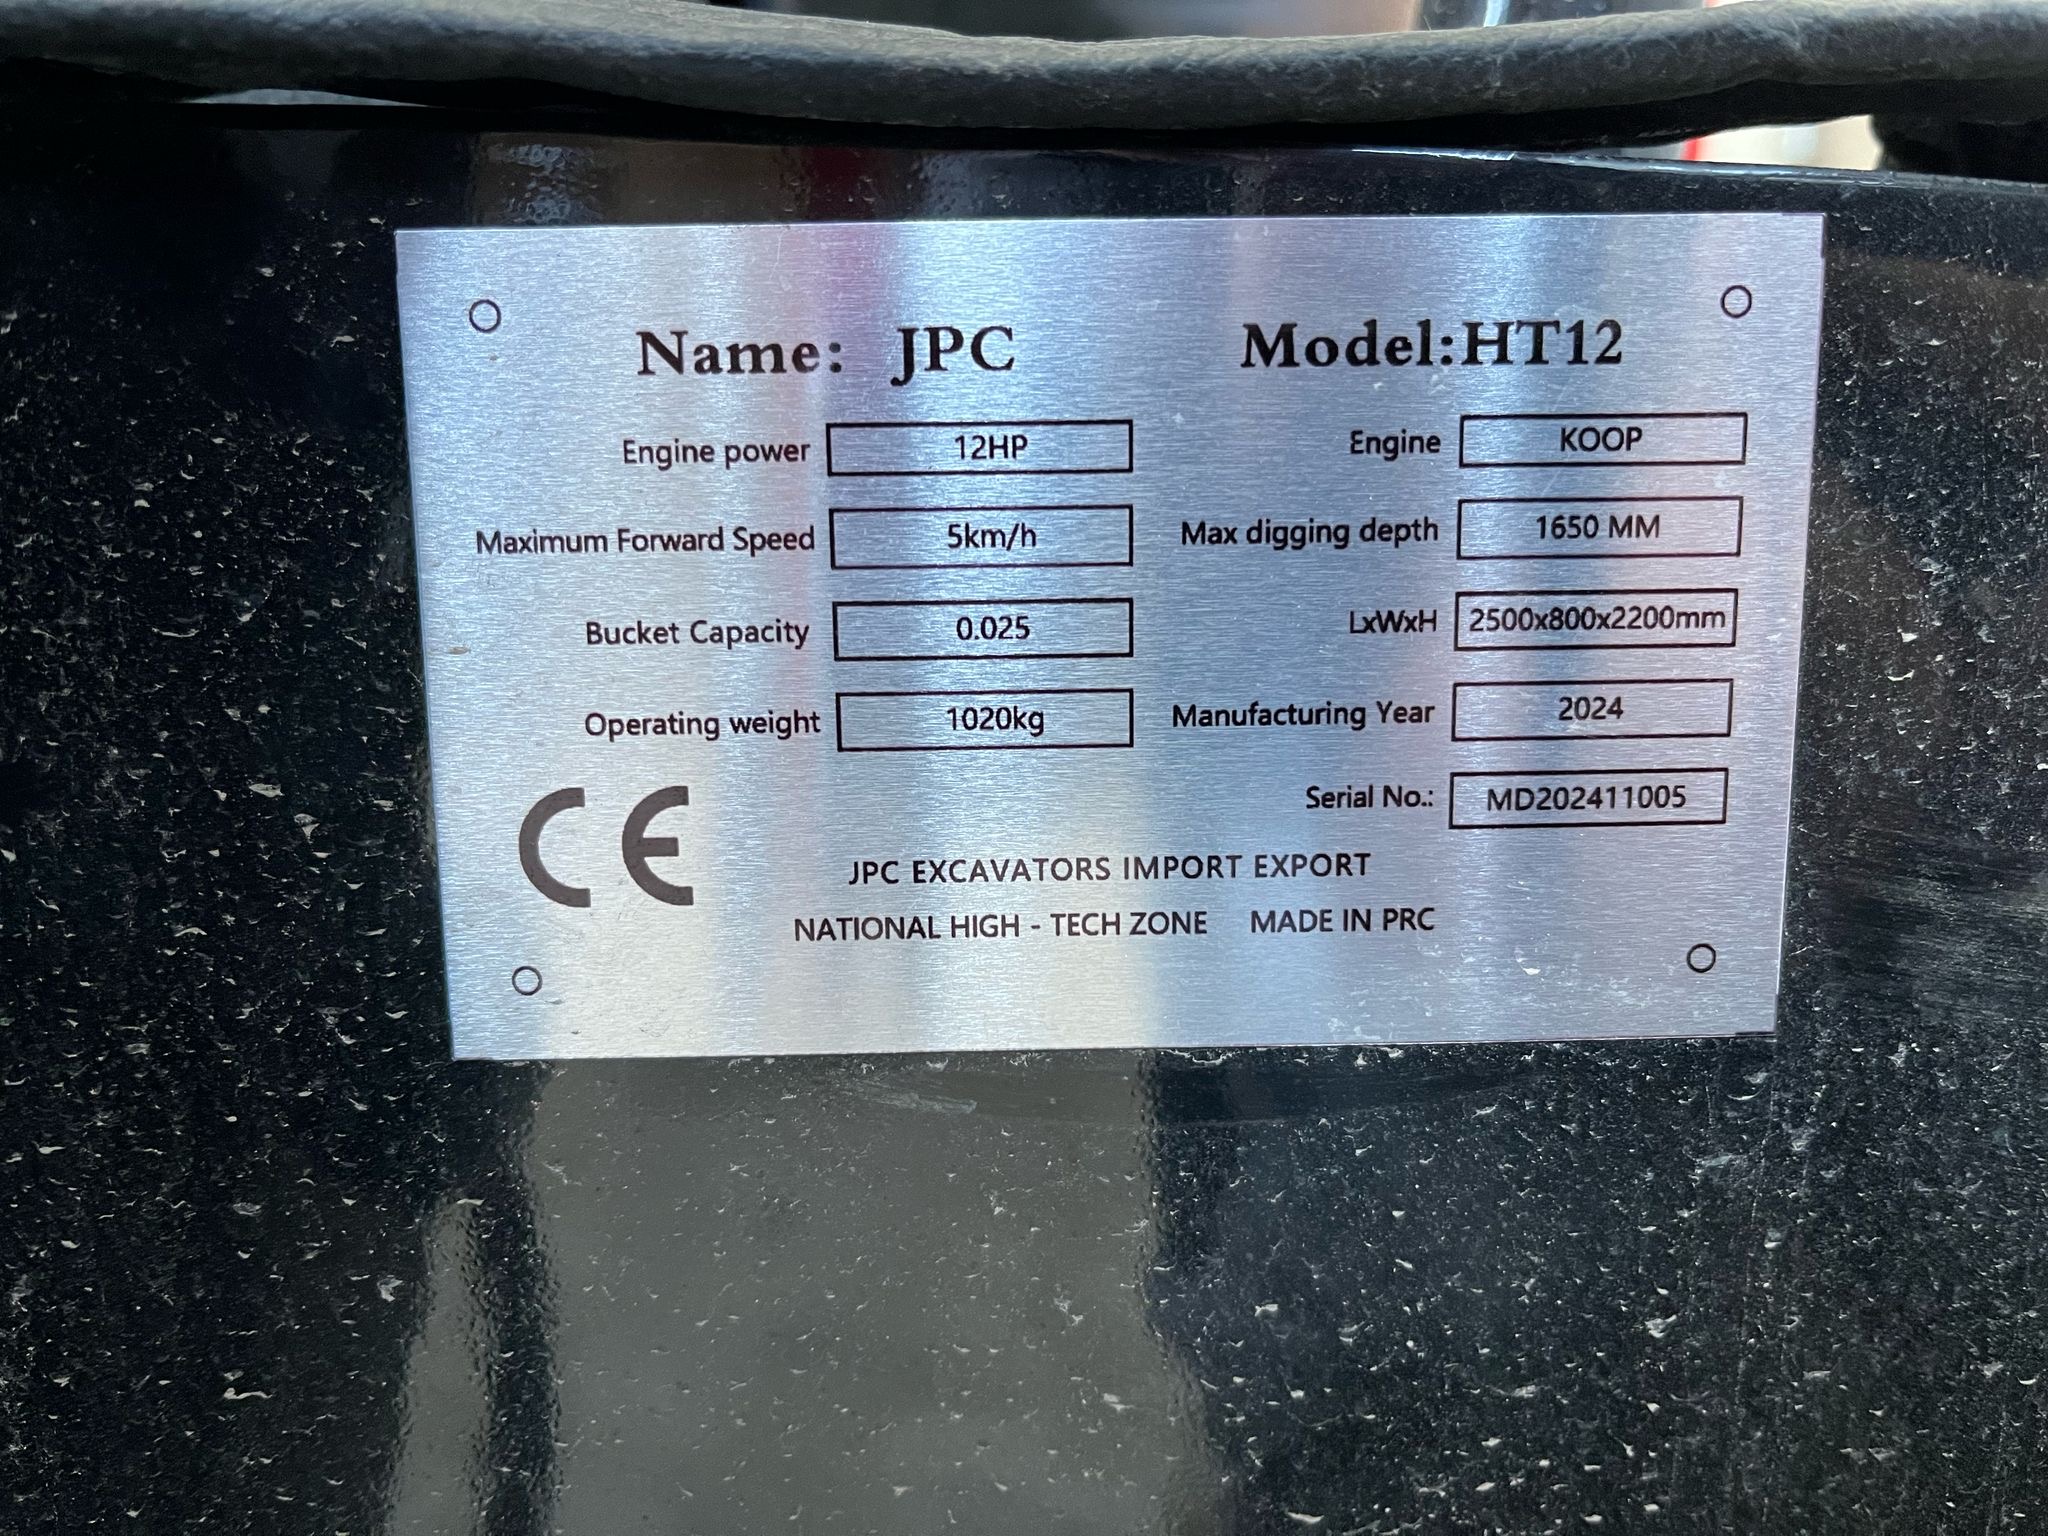 Name: JPC Model:HT12
Engine power 12HP Engine KOOP
Maximum Forward Speed 5km/h Max digging depth 1650 MM
Bucket Capacity 0.025 LxWxH 2500x800x2200mm
Operating weight 1020kg Manufacturing Year 2024
Serial No.: MD202411005
CE
JPC EXCAVATORS IMPORT EXPORT
NATIONAL HIGH - TECH ZONE MADE IN PRC